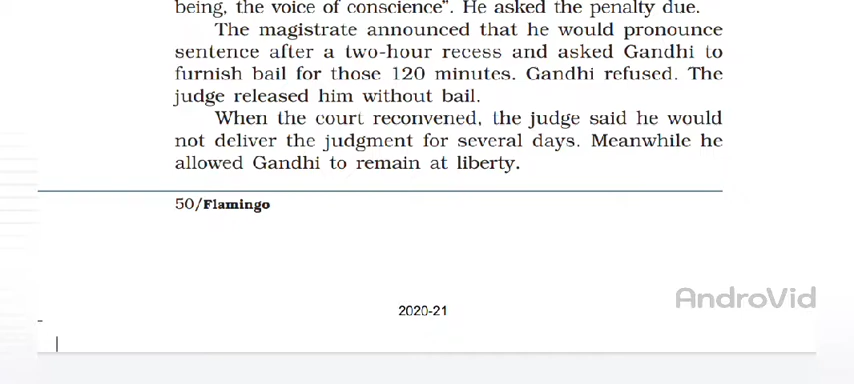 being, the voice of conscience". He asked the penalty due.
The magistrate announced that he would pronounce
sentence after a two-hour recess and asked Gandhi to
furnish bail for those 120 minutes. Gandhi refused. The
judge released him without bail.
When the court reconvened, the judge said he would
not deliver the judgment for several days. Meanwhile he
allowed Gandhi to remain at liberty.
50/Flamingo
AndroVid
2020-21